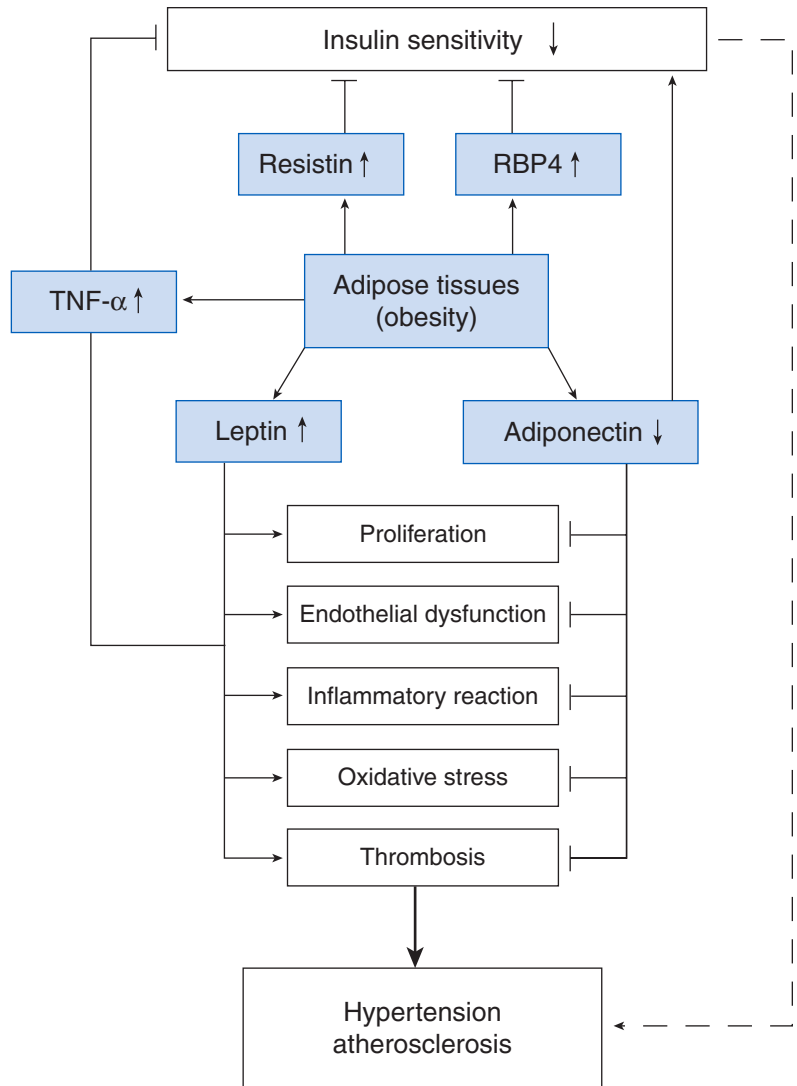 Insulin sensitivity ↓
Resistin ↑
RBP4 ↑
TNF-α ↑
Adipose tissues
(obesity)
Leptin ↑
Adiponectin ↓
Proliferation
Endothelial dysfunction
Inflammatory reaction
Oxidative stress
Thrombosis
Hypertension
atherosclerosis